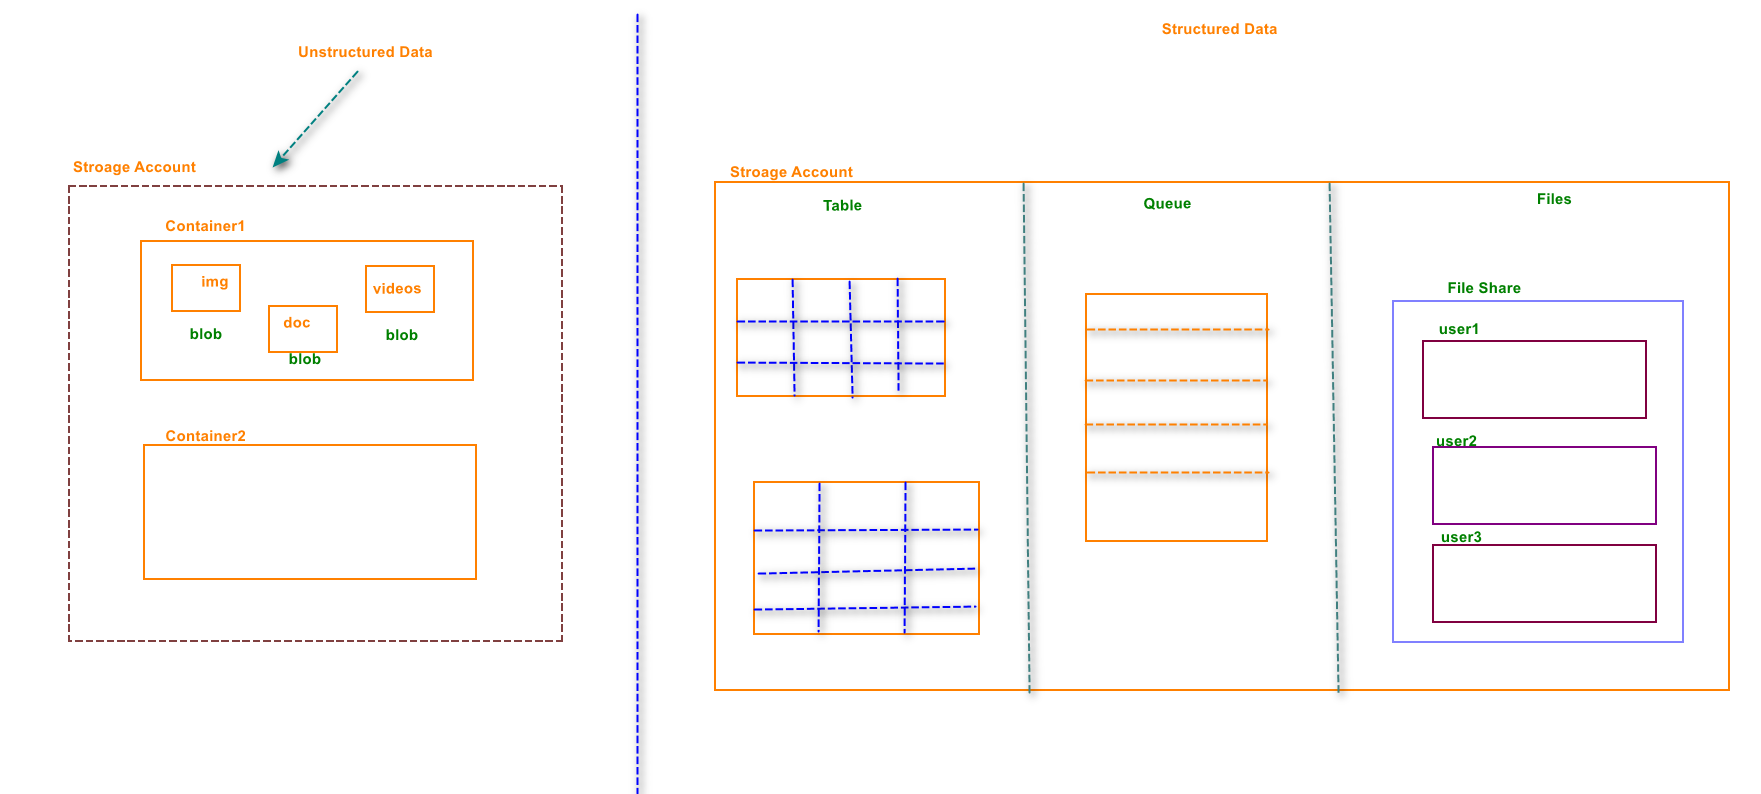 Unstructured Data
Stroage Account
Container1
img
videos
doc
blob
blob
blob
Container2
Structured Data
Stroage Account
Table
Queue
Files
File Share
user1
user2
user3